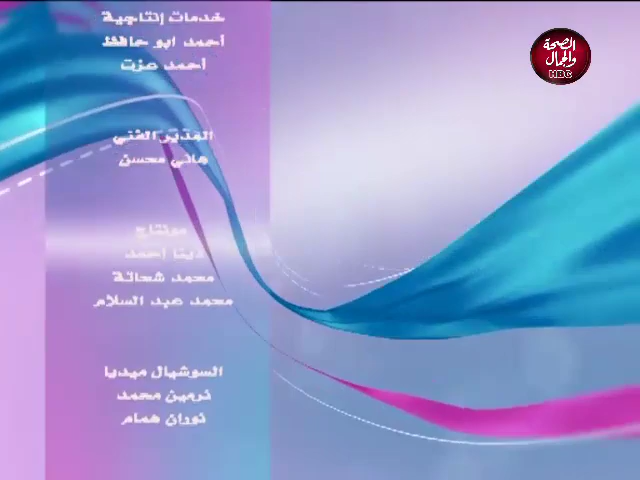 خدمات إنتاجية
أحمد ابو حافظ
أحمد عزت
الصحة
والجمال
HBC
المدير الفني
هاني محسن
مونتاج
دينا أحمد
محمد شحاتة
محمد عبد السلام
السوشيال ميديا
نرمين محمد
نوران همام